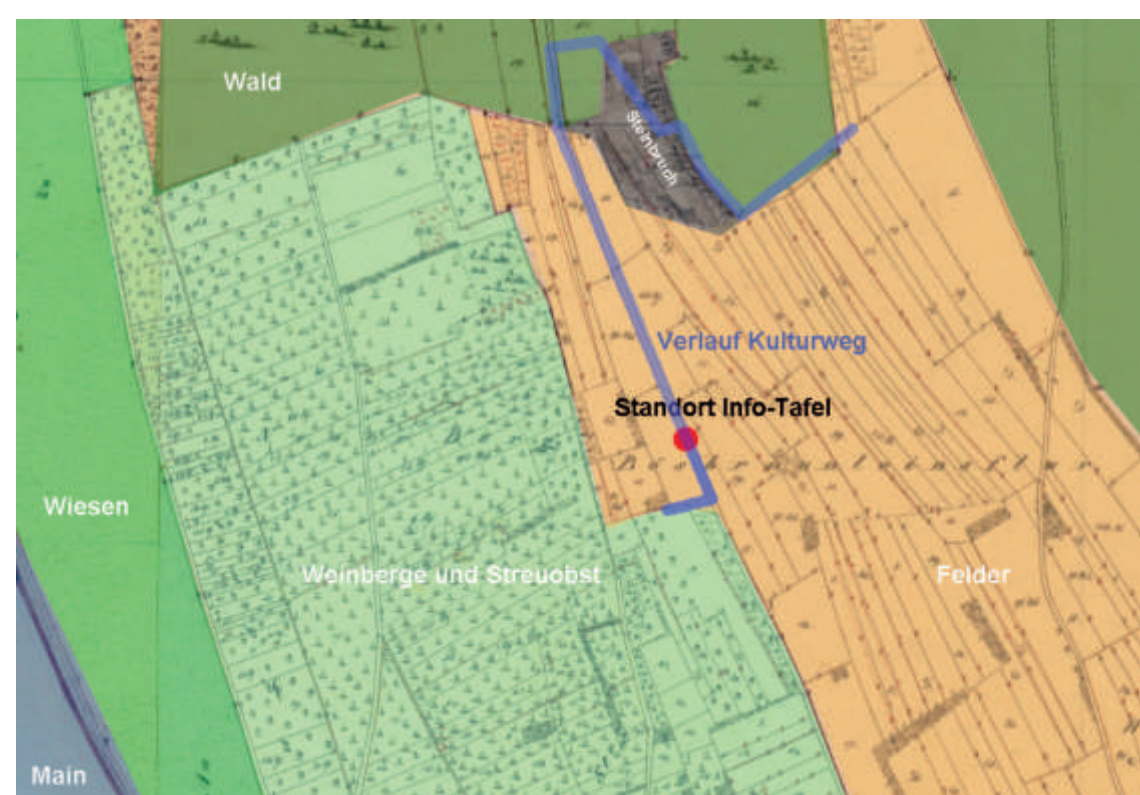 Wald
Steinbruch
Verlauf Kulturweg
Standort Info-Tafel
Wiesen
Weinberge und Streuobst
Felder
Main